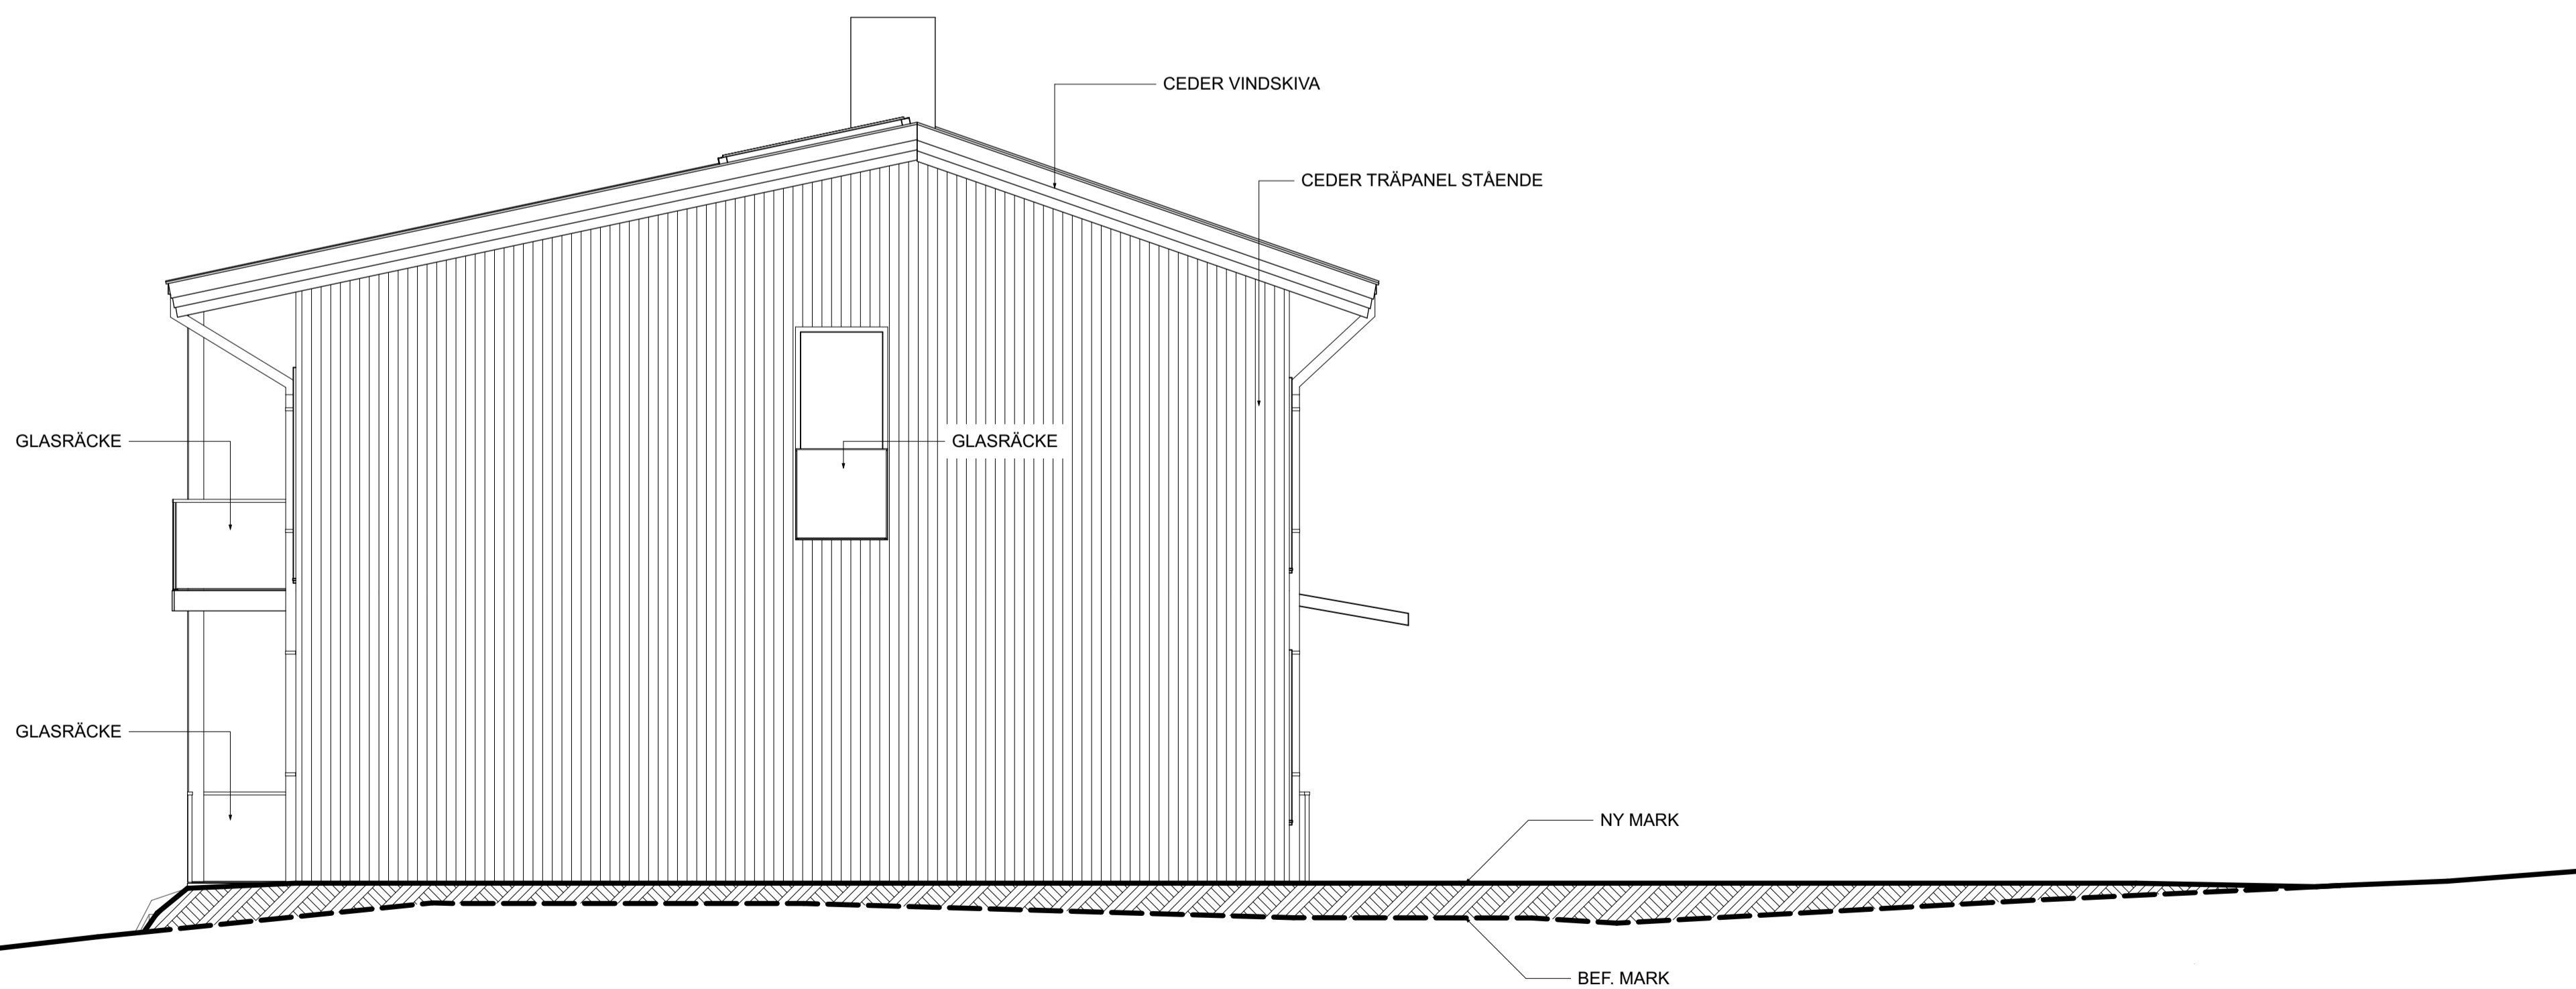 CEDER VINDSKIVA
CEDER TRÄPANEL STÅENDE
GLASRÄCKE
GLASRÄCKE
GLASRÄCKE
NY MARK
BEF. MARK